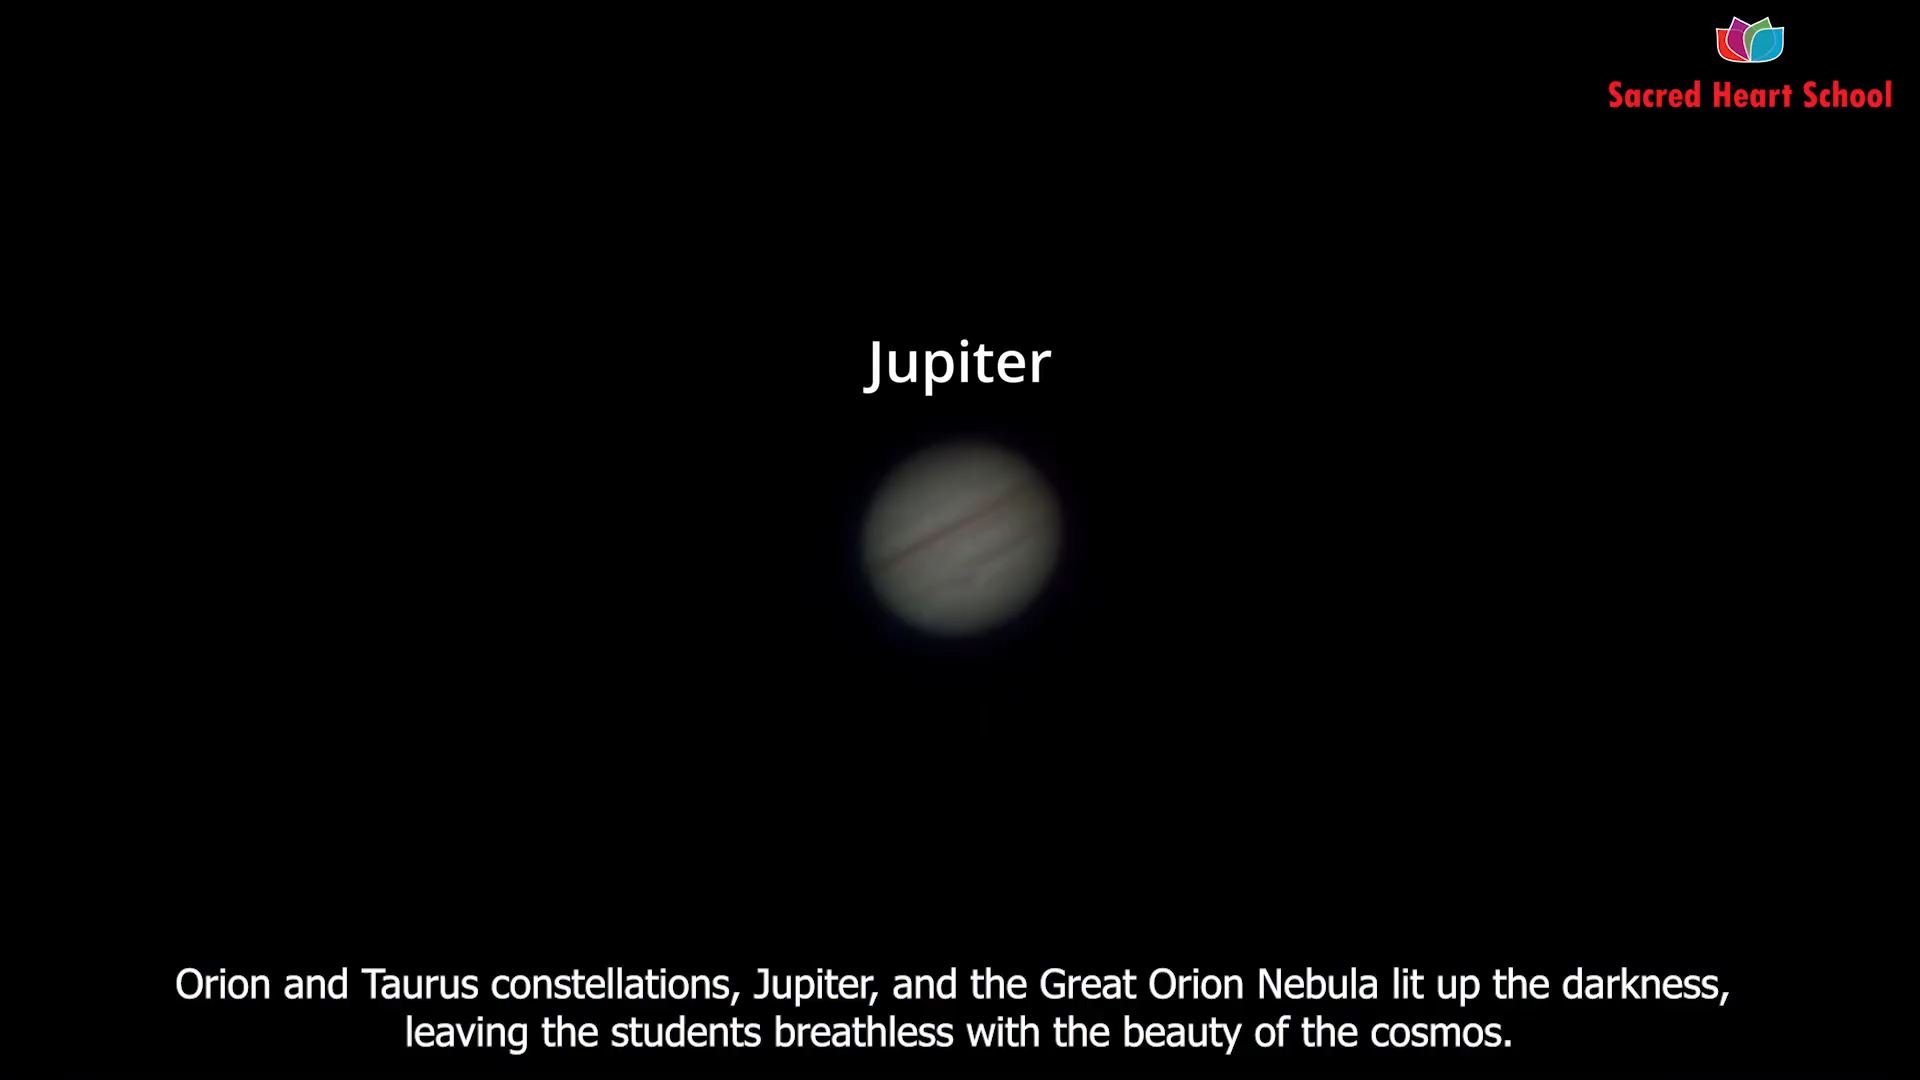 Sacred Heart School
Jupiter
Orion and Taurus constellations, Jupiter, and the Great Orion Nebula lit up the darkness,
leaving the students breathless with the beauty of the cosmos.